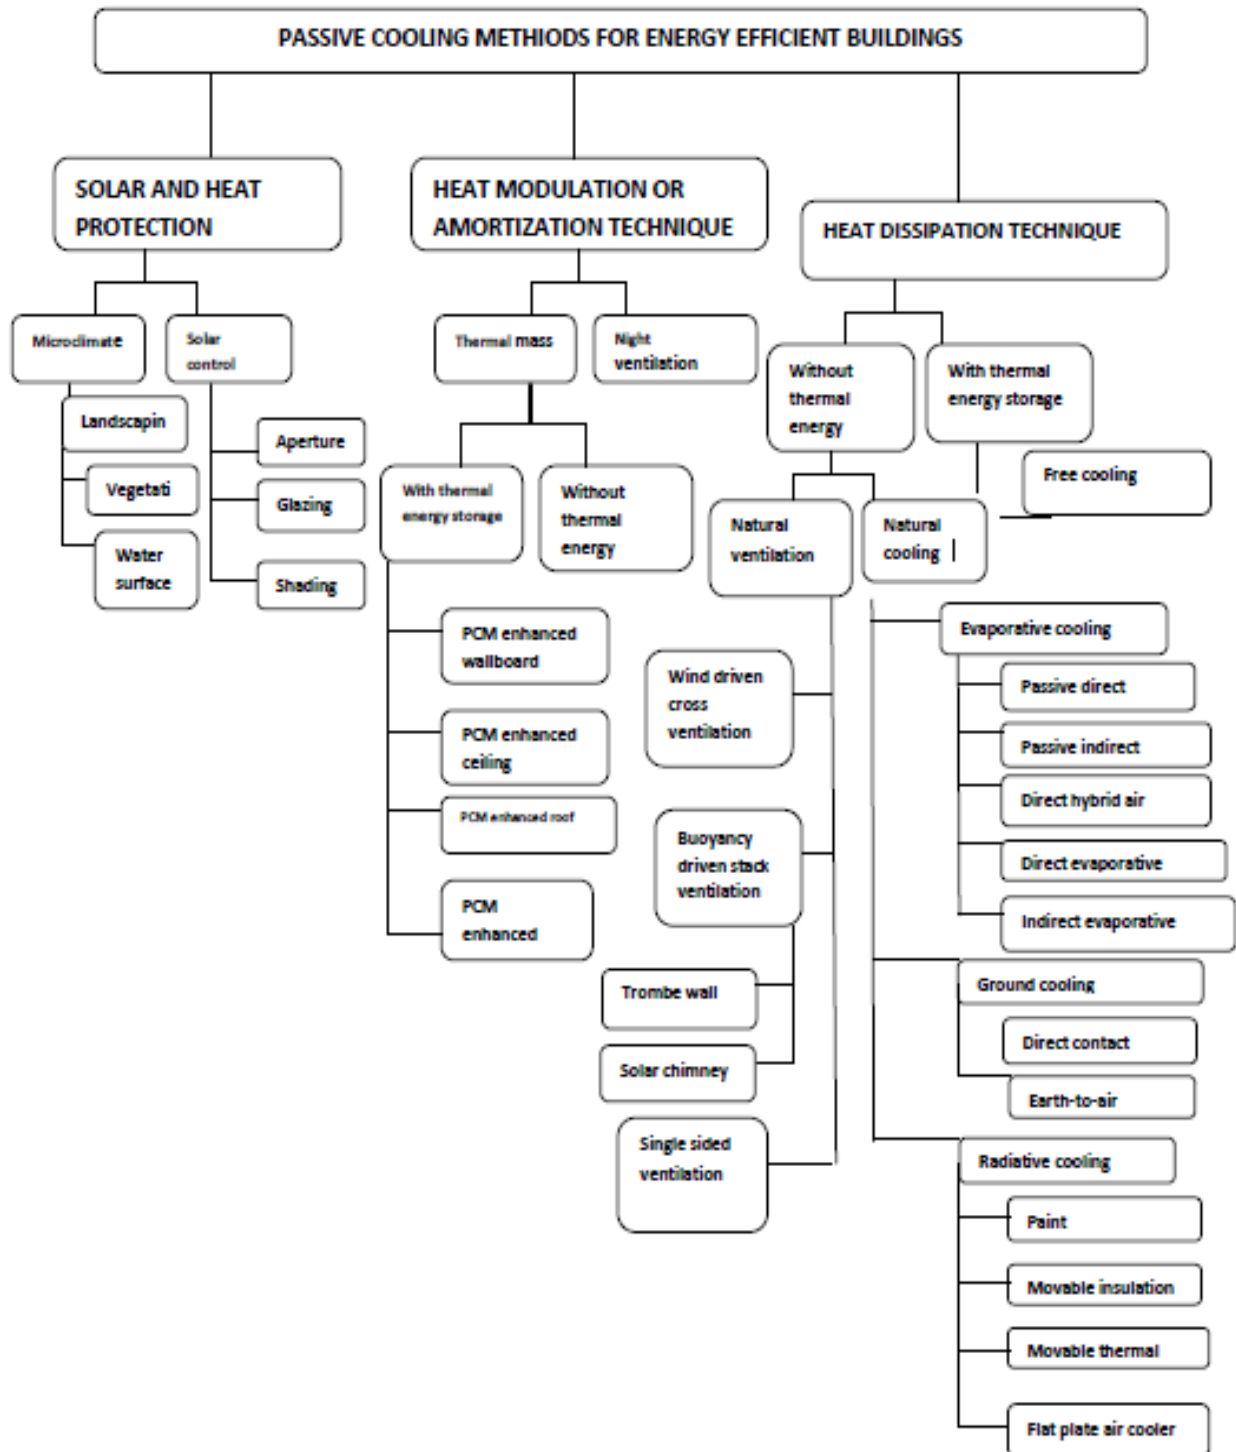 PASSIVE COOLING METHIODS FOR ENERGY EFFICIENT BUILDINGS
SOLAR AND HEAT
PROTECTION
HEAT MODULATION OR
AMORTIZATION TECHNIQUE
HEAT DISSIPATION TECHNIQUE
Microclimate
Solar
control
Landscapin
Vegetati
Water
surface
Aperture
Glazing
Shading
Thermal mass
Night
ventilation
With thermal
energy storage
Without
thermal
energy
PCM enhanced
wallboard
PCM enhanced
ceiling
PCM enhanced roof
PCM
enhanced
Without
thermal
energy
With thermal
energy storage
Free cooling
Natural
ventilation
Natural
cooling
Wind driven
cross
ventilation
Buoyancy
driven stack
ventilation
Trombe wall
Solar chimney
Single sided
ventilation
Evaporative cooling
Passive direct
Passive indirect
Direct hybrid air
Direct evaporative
Indirect evaporative
Ground cooling
Direct contact
Earth-to-air
Radiative cooling
Paint
Movable insulation
Movable thermal
Flat plate air cooler